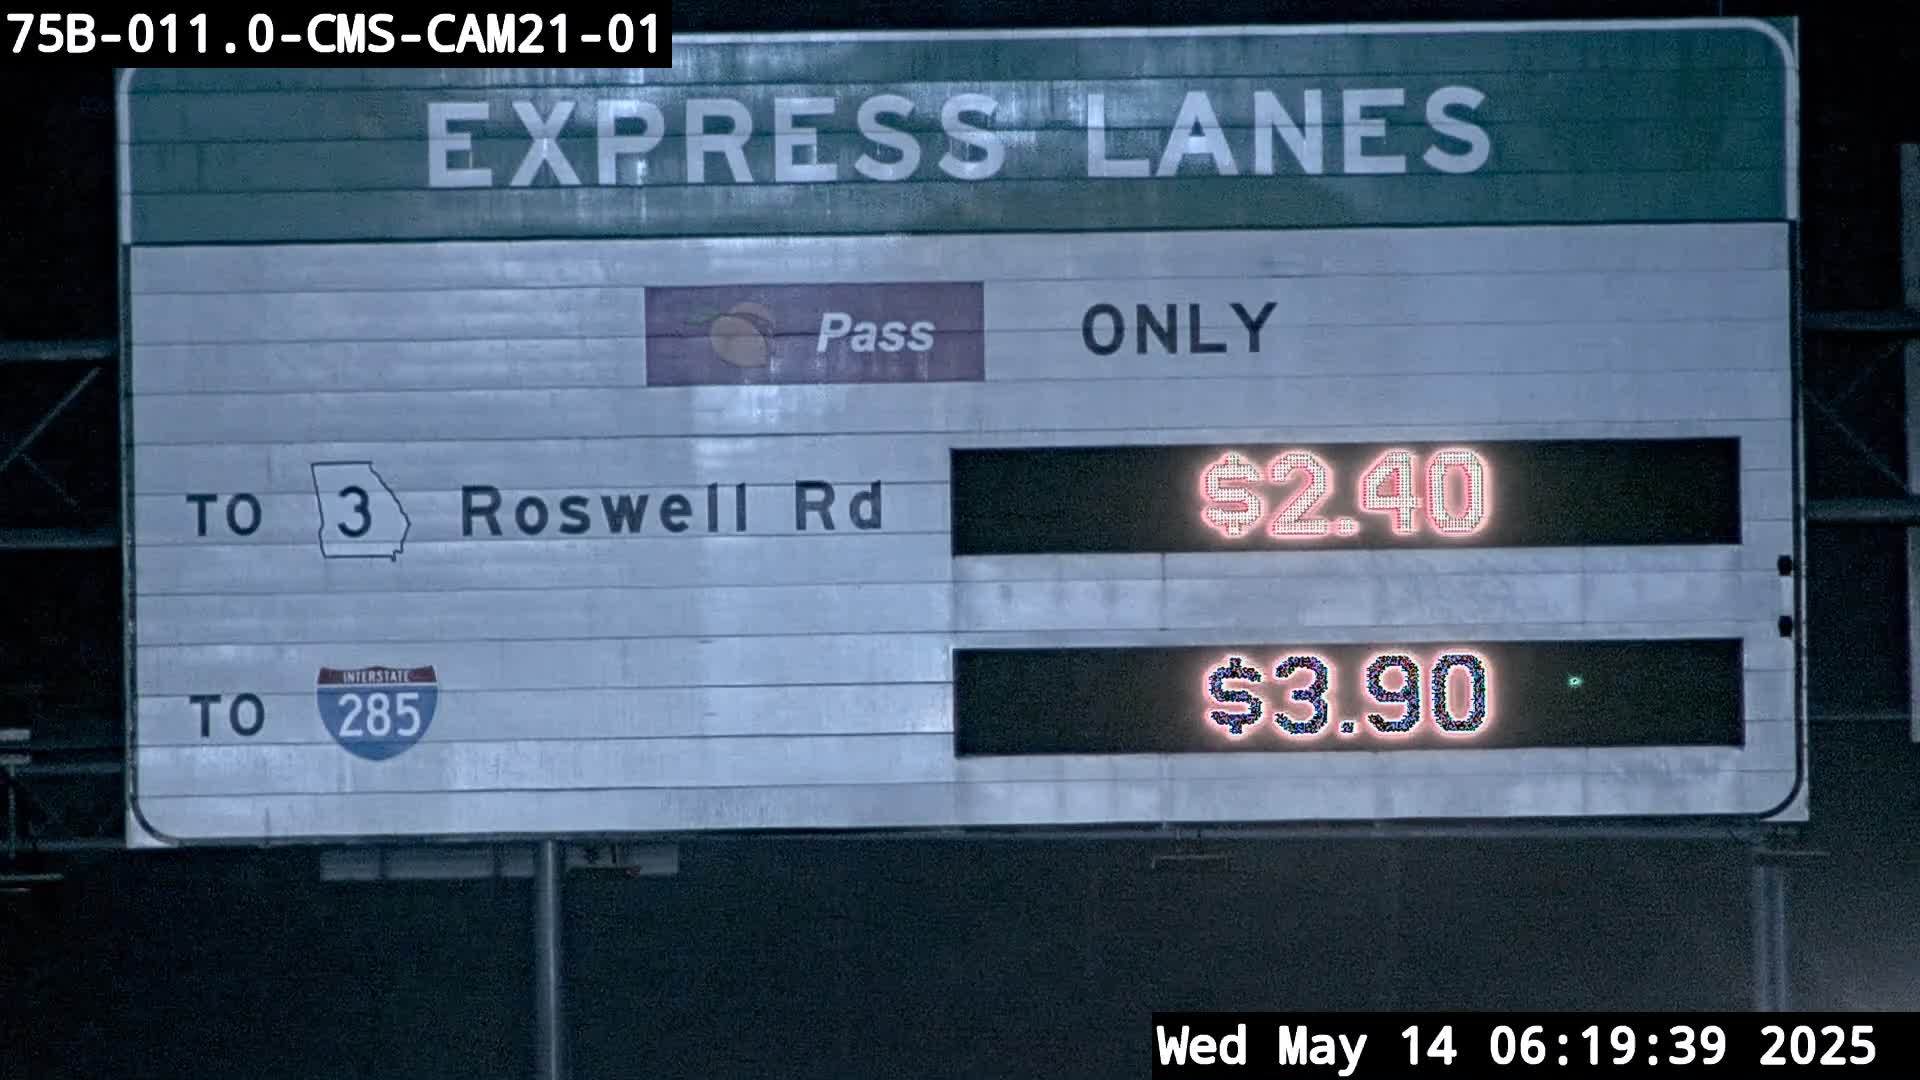 75B-011.0-CMS-CAM21-01
EXPRESS LANES
Pass ONLY
TO 3 Roswell Rd $2.40
TO INTERSTATE 285 $3.90
Wed May 14 06:19:39 2025